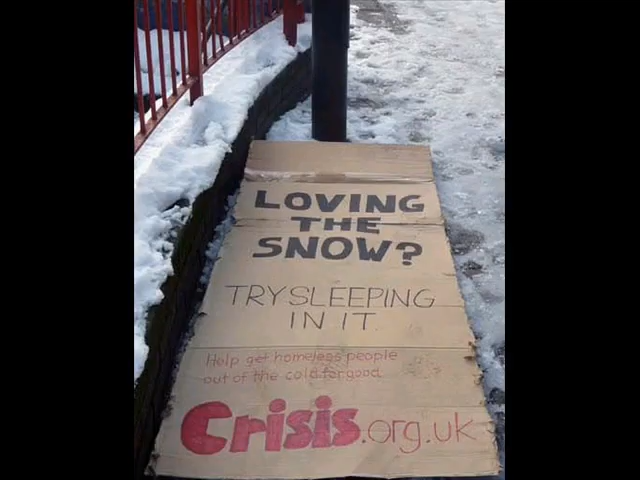 LOVING
THE
SNOW?
TRY SLEEPING
IN IT.
Help get homeless people
out of the cold for good
Crisis.org.uk